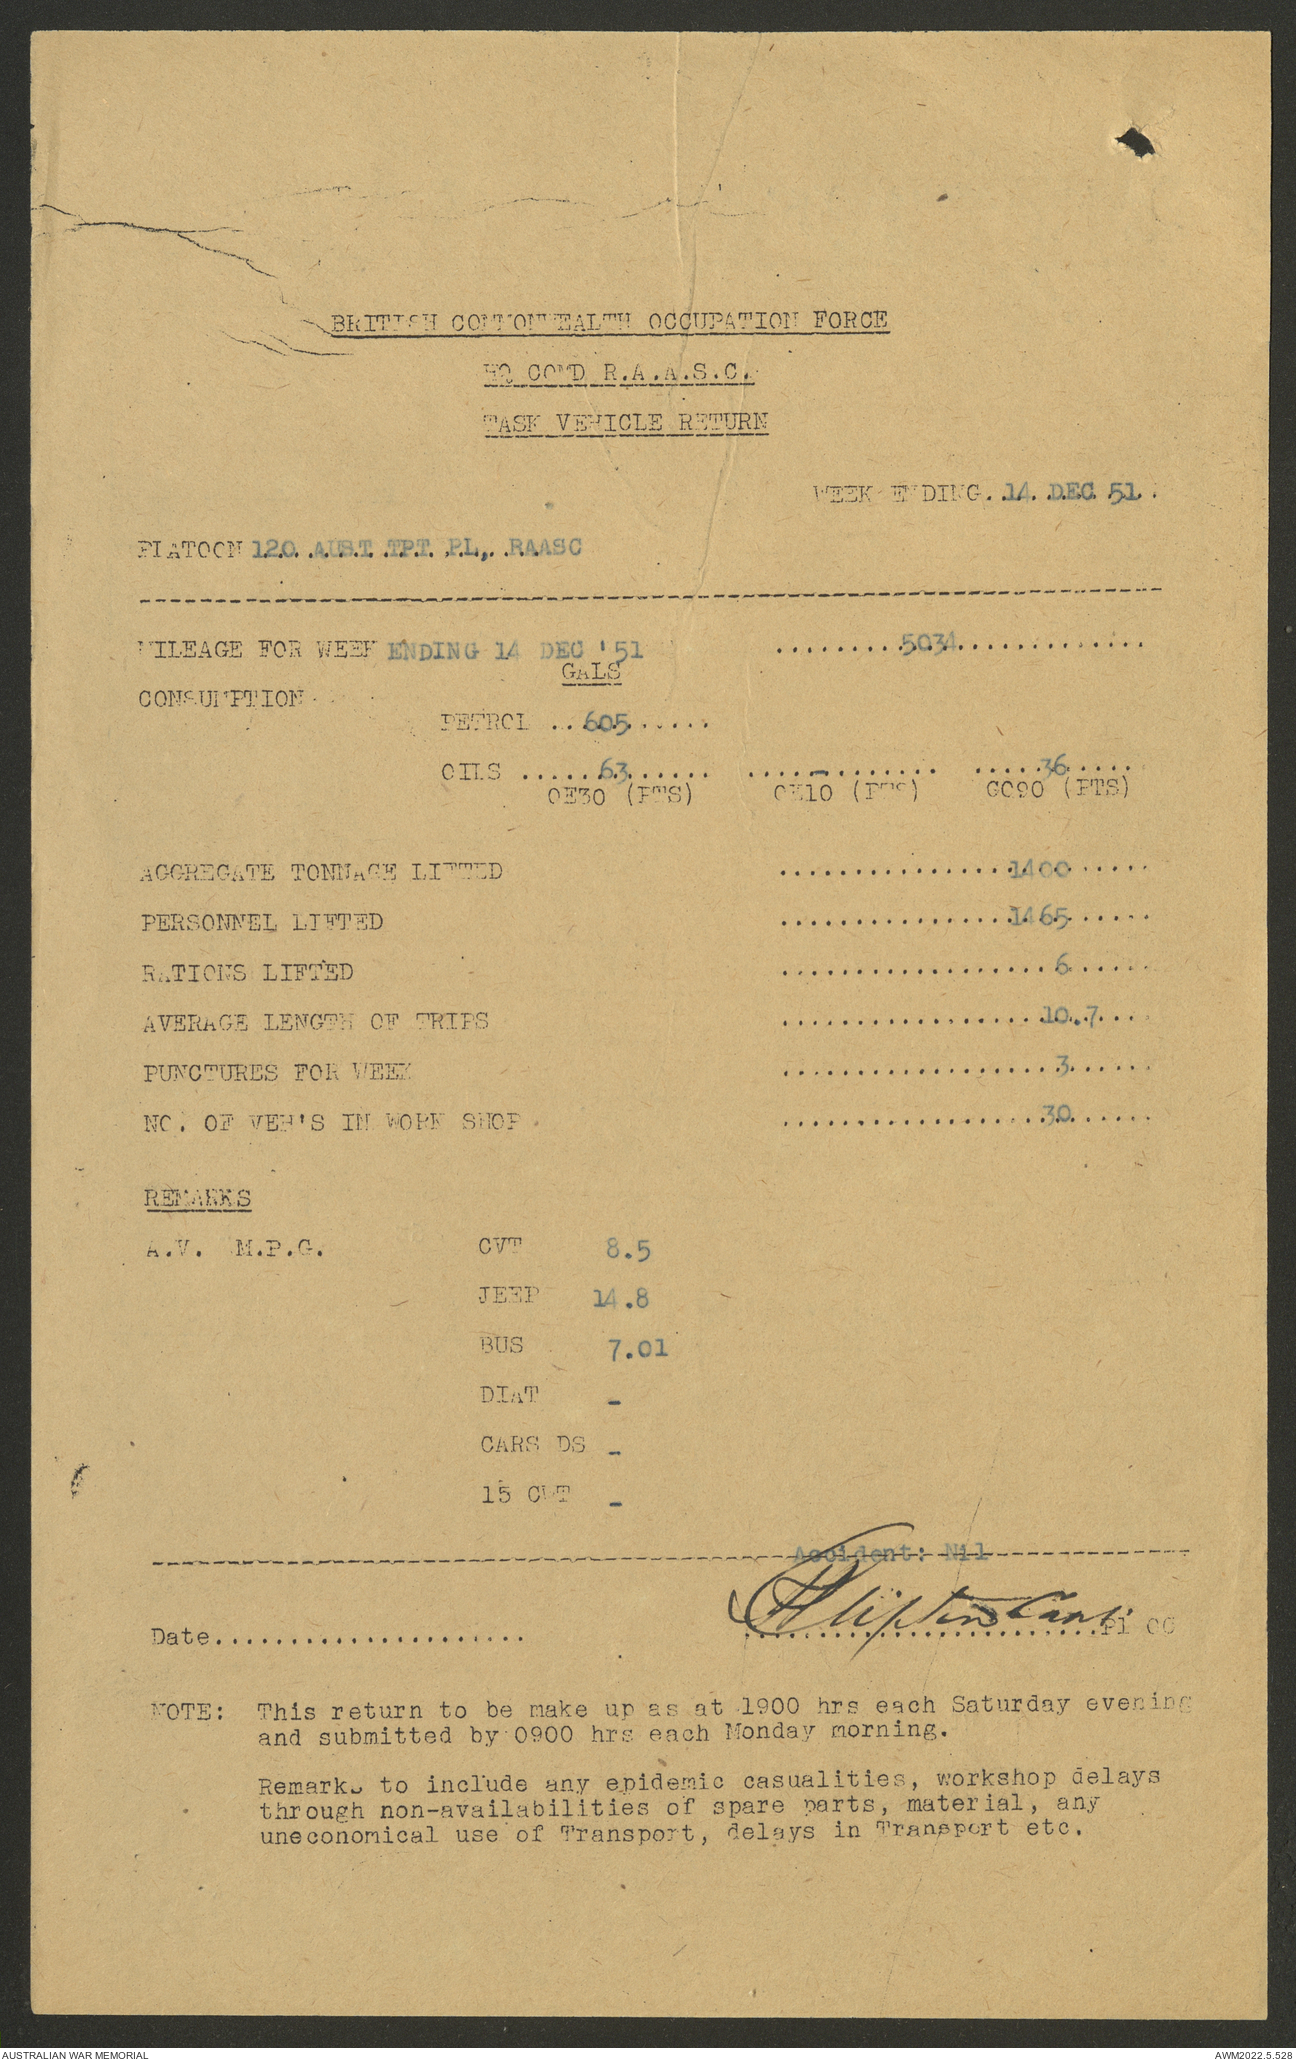 BRITISH COMMONWEALTH OCCUPATION FORCE
HQ COMD R.A.A.S.C.
TASK VEHICLE RETURN
WEEK ENDING. 14 DEC 51.
PLATOON 120 AUST TPT PL, RAASC
MILEAGE FOR WEEK ENDING 14 DEC '51 .........5034.............
GALS
CONSUMPTION
PETROL ..605......
OILS ......63...... ......-........ .....36.....
OE30 (PTS) OE10 (PTS) GO90 (PTS)
AGGREGATE TONNAGE LIFTED ................1400......
PERSONNEL LIFTED ................1465......
RATIONS LIFTED ...................6......
AVERAGE LENGTH OF TRIPS ..................10.7....
PUNCTURES FOR WEEK ...................3......
NO. OF VEH'S IN WORK SHOP ..................30......
REMARKS
A.V. M.P.G. CVT 8.5
JEEP 14.8
BUS 7.01
DIAT -
CARS DS -
15 CWT -
Accident: Nil
Date..................... ........................Pl OC
NOTE: This return to be make up as at 1900 hrs each Saturday evening
and submitted by 0900 hrs each Monday morning.
Remarks to include any epidemic casualities, workshop delays
through non-availabilities of spare parts, material, any
uneconomical use of Transport, delays in Transport etc.
AUSTRALIAN WAR MEMORIAL AWM2022.5.528